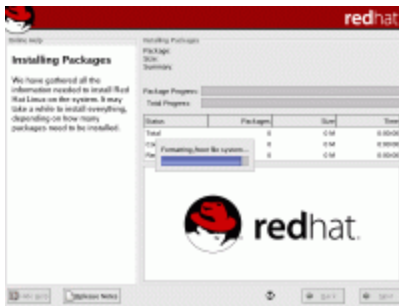 redhat
Online Help
Installing Packages
We have gathered all the
information needed to install Red
Hat Linux on the system. It may
take a while to install everything,
depending on how many
packages need to be installed.
Installing Packages
Package:
Size:
Summary:
Package Progress:
Total Progress:
Status Packages Size Time
Total 0 0 M 0:00:00
0 0 M 0:00:00
0 0 M 0:00:00
Formatting file system...
redhat.
Release Notes
Back
Next